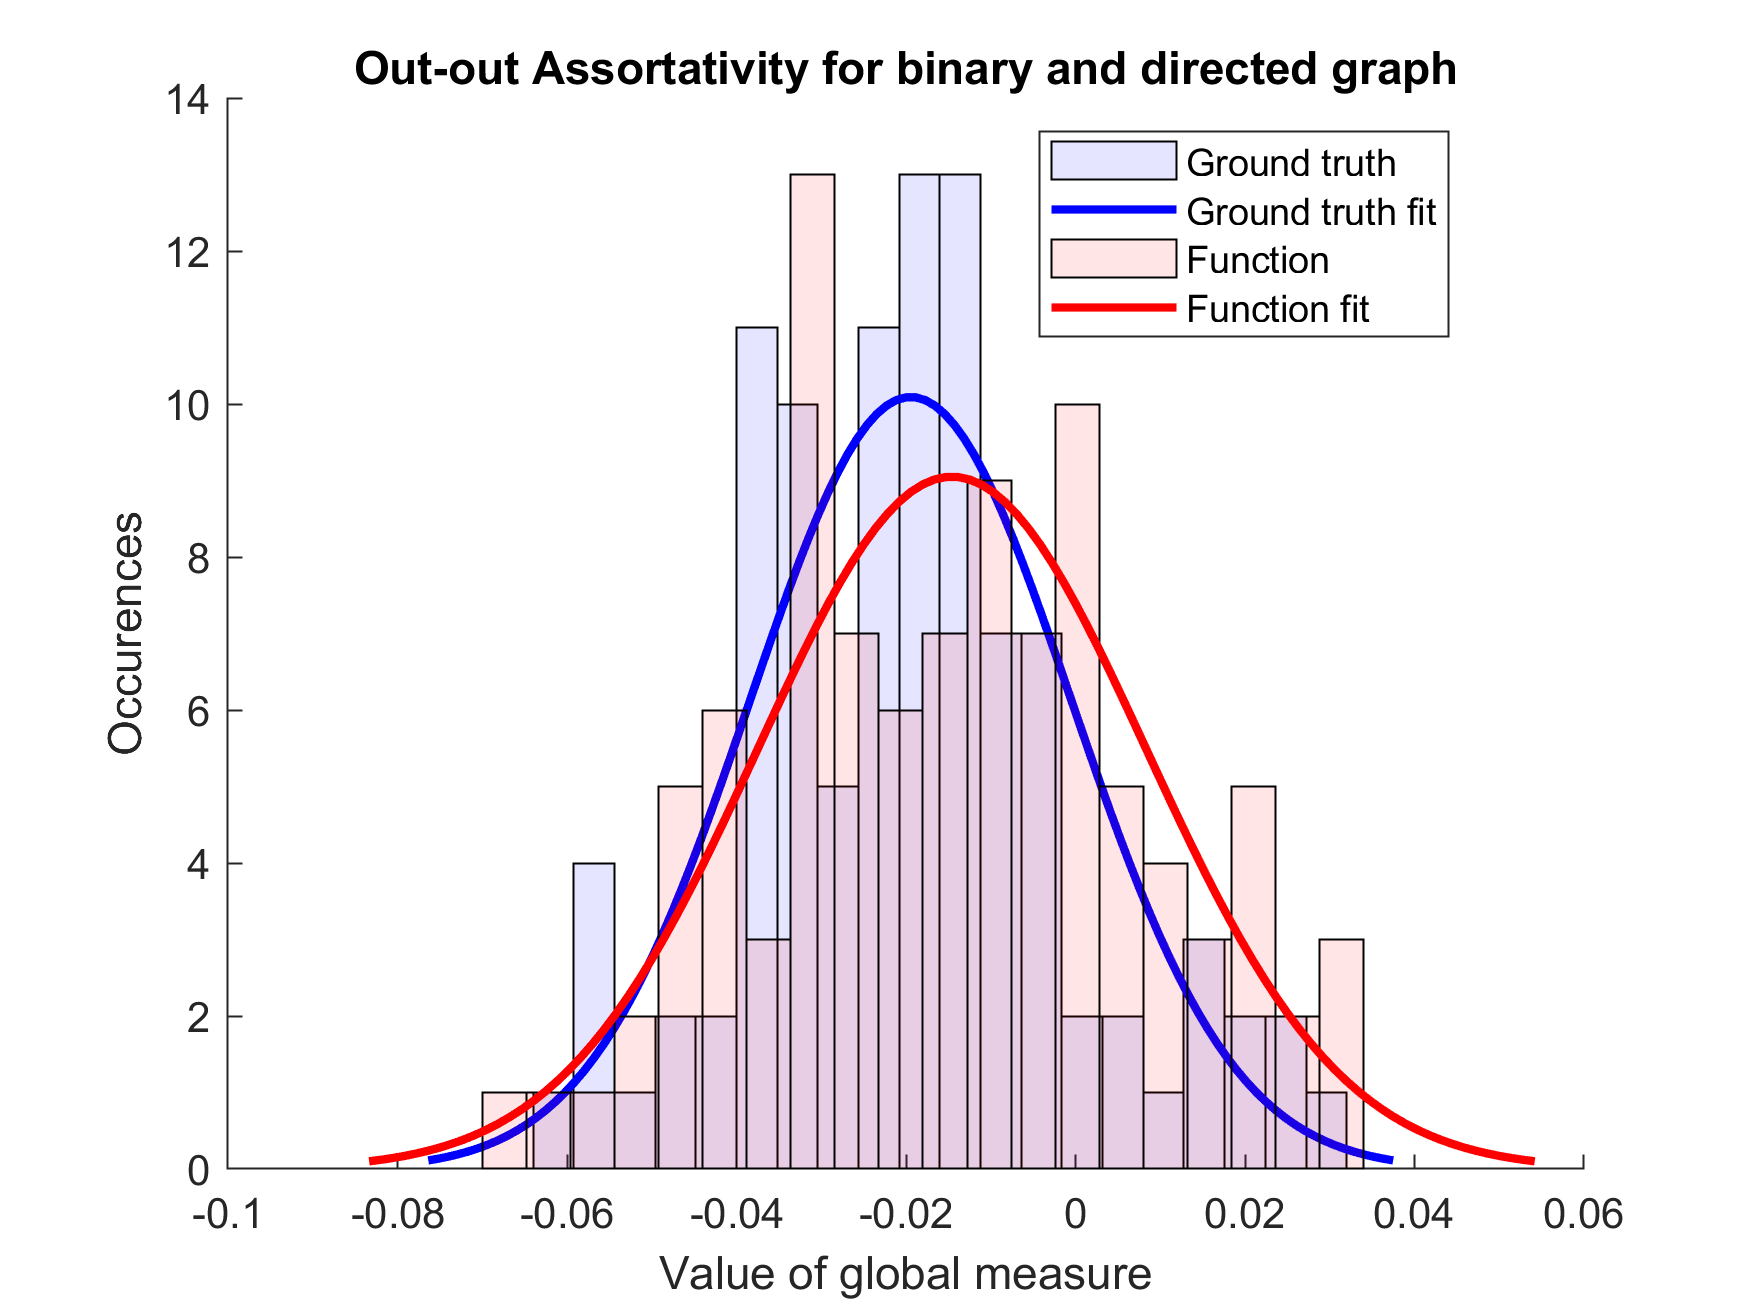 Out-out Assortativity for binary and directed graph
14
12
10
8
6
4
2
0
Occurences
Ground truth
Ground truth fit
Function
Function fit
-0.1 -0.08 -0.06 -0.04 -0.02 0 0.02 0.04 0.06
Value of global measure